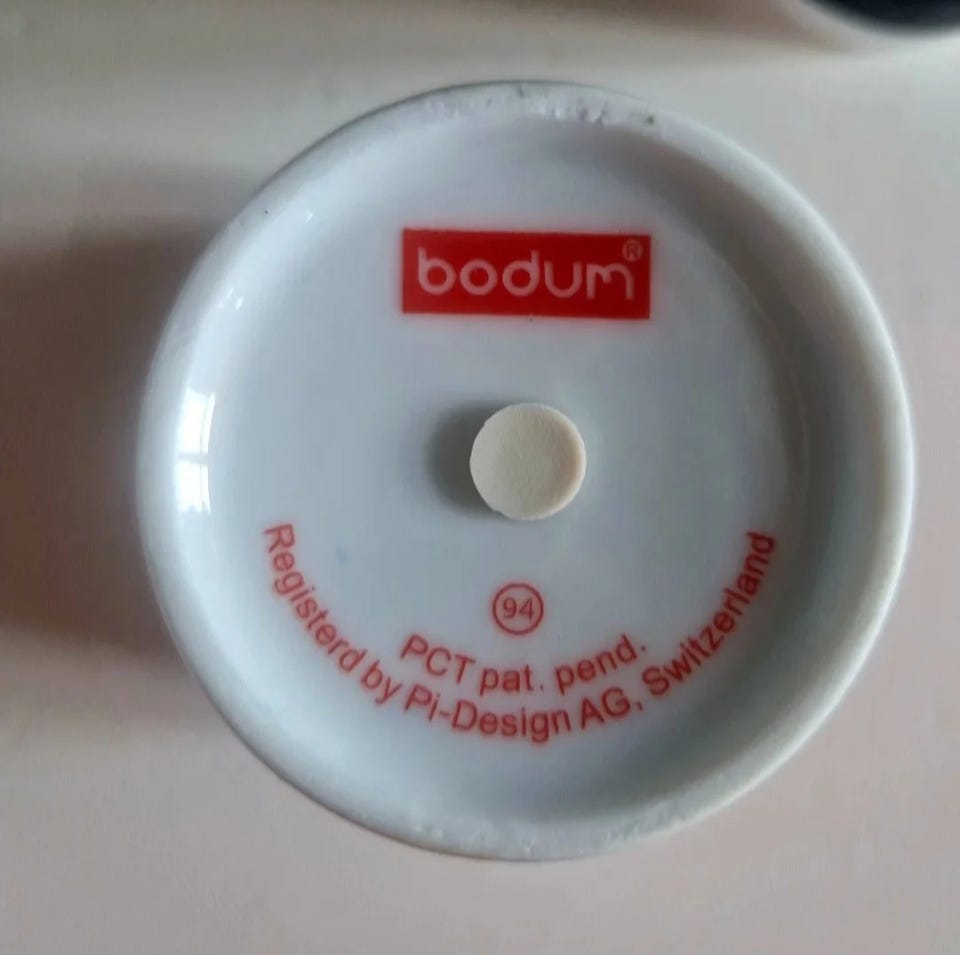 bodum®
94
PCT pat. pend.
Registerd by Pi-Design AG, Switzerland